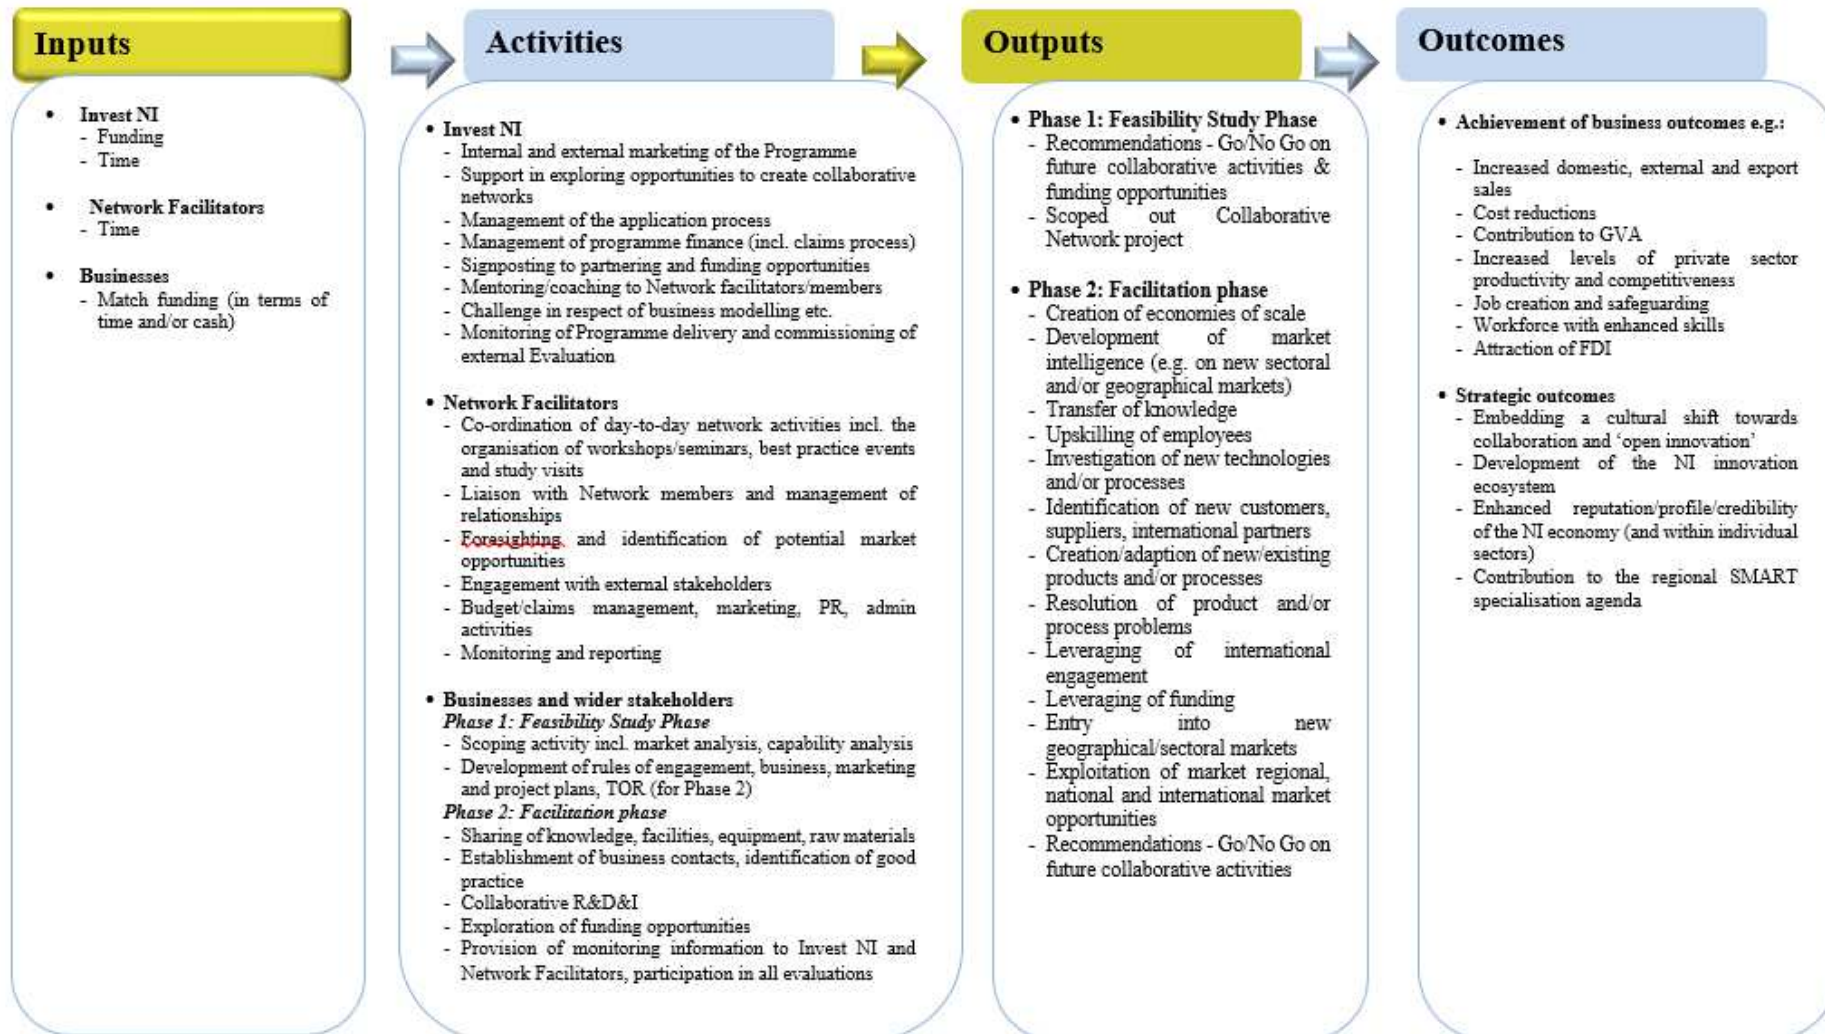 Inputs
• Invest NI
- Funding
- Time
• Network Facilitators
- Time
• Businesses
- Match funding (in terms of
time and/or cash)
Activities
• Invest NI
- Internal and external marketing of the Programme
- Support in exploring opportunities to create collaborative
networks
- Management of the application process
- Management of programme finance (incl. claims process)
- Signposting to partnering and funding opportunities
- Mentoring/coaching to Network facilitators/members
- Challenge in respect of business modelling etc.
- Monitoring of Programme delivery and commissioning of
external Evaluation
• Network Facilitators
- Co-ordination of day-to-day network activities incl. the
organisation of workshops/seminars, best practice events
and study visits
- Liaison with Network members and management of
relationships
- Foresighting and identification of potential market
opportunities
- Engagement with external stakeholders
- Budget/claims management, marketing, PR, admin
activities
- Monitoring and reporting
• Businesses and wider stakeholders
Phase 1: Feasibility Study Phase
- Scoping activity incl. market analysis, capability analysis
- Development of rules of engagement, business, marketing
and project plans, TOR (for Phase 2)
Phase 2: Facilitation phase
- Sharing of knowledge, facilities, equipment, raw materials
- Establishment of business contacts, identification of good
practice
- Collaborative R&D&I
- Exploration of funding opportunities
- Provision of monitoring information to Invest NI and
Network Facilitators, participation in all evaluations
Outputs
• Phase 1: Feasibility Study Phase
- Recommendations - Go/No Go on
future collaborative activities &
funding opportunities
- Scoped out Collaborative
Network project
• Phase 2: Facilitation phase
- Creation of economies of scale
- Development of market
intelligence (e.g. on new sectoral
and/or geographical markets)
- Transfer of knowledge
- Upskilling of employees
- Investigation of new technologies
and/or processes
- Identification of new customers,
suppliers, international partners
- Creation/adaption of new/existing
products and/or processes
- Resolution of product and/or
process problems
- Leveraging of international
engagement
- Leveraging of funding
- Entry into new
geographical/sectoral markets
- Exploitation of market regional,
national and international market
opportunities
- Recommendations - Go/No Go on
future collaborative activities
Outcomes
• Achievement of business outcomes e.g.:
- Increased domestic, external and export
sales
- Cost reductions
- Contribution to GVA
- Increased levels of private sector
productivity and competitiveness
- Job creation and safeguarding
- Workforce with enhanced skills
- Attraction of FDI
• Strategic outcomes
- Embedding a cultural shift towards
collaboration and ‘open innovation’
- Development of the NI innovation
ecosystem
- Enhanced reputation/profile/credibility
of the NI economy (and within individual
sectors)
- Contribution to the regional SMART
specialisation agenda